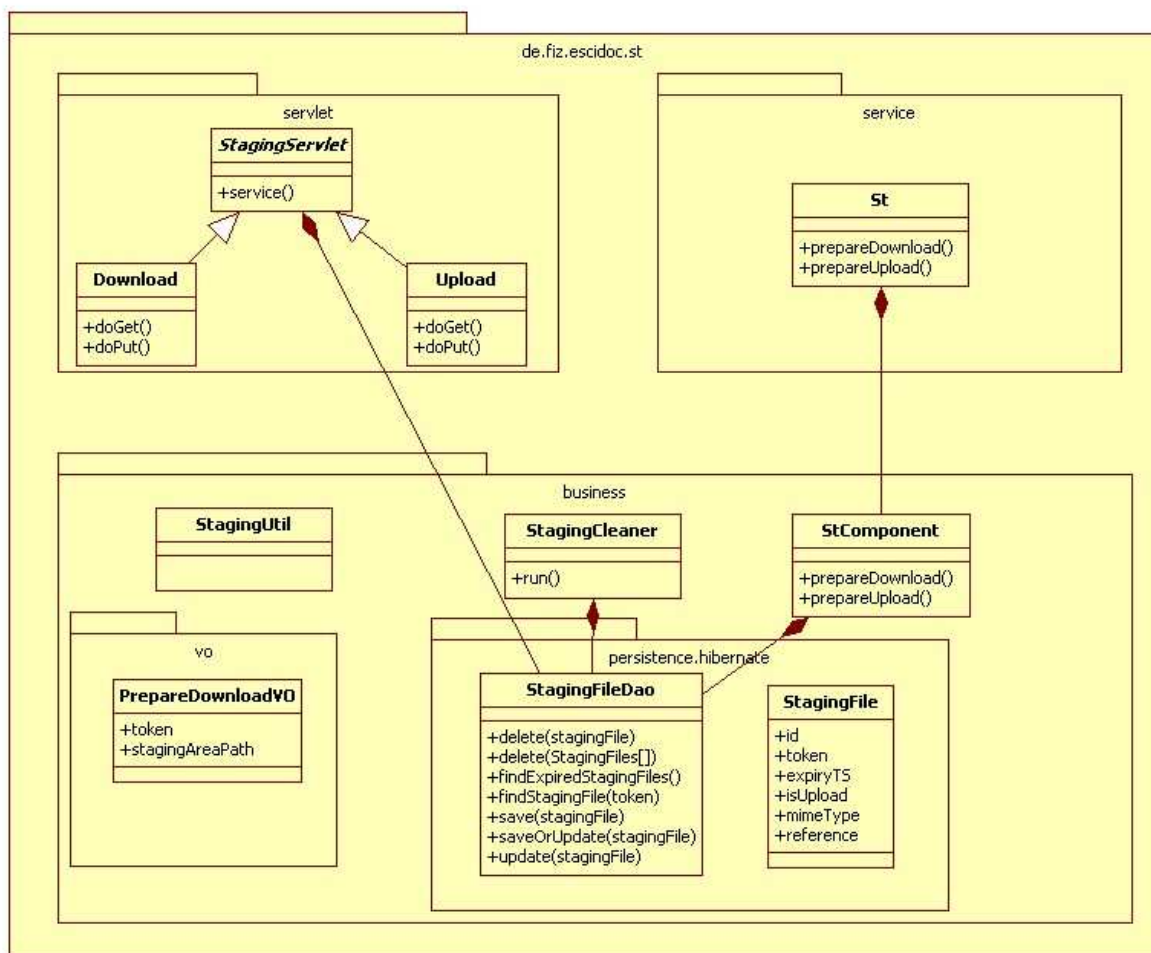 de.fiz.escidoc.st
servlet
StagingServlet
+service()
Download
+doGet()
+doPut()
Upload
+doGet()
+doPut()
service
St
+prepareDownload()
+prepareUpload()
business
StagingUtil
StagingCleaner
+run()
StComponent
+prepareDownload()
+prepareUpload()
vo
PrepareDownloadVO
+token
+stagingAreaPath
persistence.hibernate
StagingFileDao
+delete(stagingFile)
+delete(StagingFiles[])
+findExpiredStagingFiles()
+findStagingFile(token)
+save(stagingFile)
+saveOrUpdate(stagingFile)
+update(stagingFile)
StagingFile
+id
+token
+expiryTS
+isUpload
+mimeType
+reference